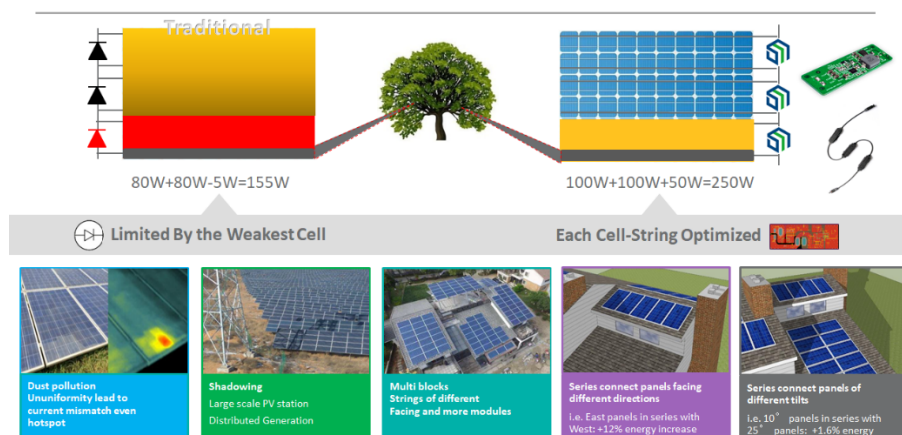 Traditional
80W+80W-5W=155W
100W+100W+50W=250W
Limited By the Weakest Cell
Each Cell-String Optimized
Dust pollution
Ununiformity lead to
current mismatch even
hotspot
Shadowing
Large scale PV station
Distributed Generation
Multi blocks
Strings of different
Facing and more modules
Series connect panels facing
different directions
i.e. East panels in series with
West: +12% energy increase
Series connect panels of
different tilts
i.e. 10° panels in series with
25° panels: +1.6% energy